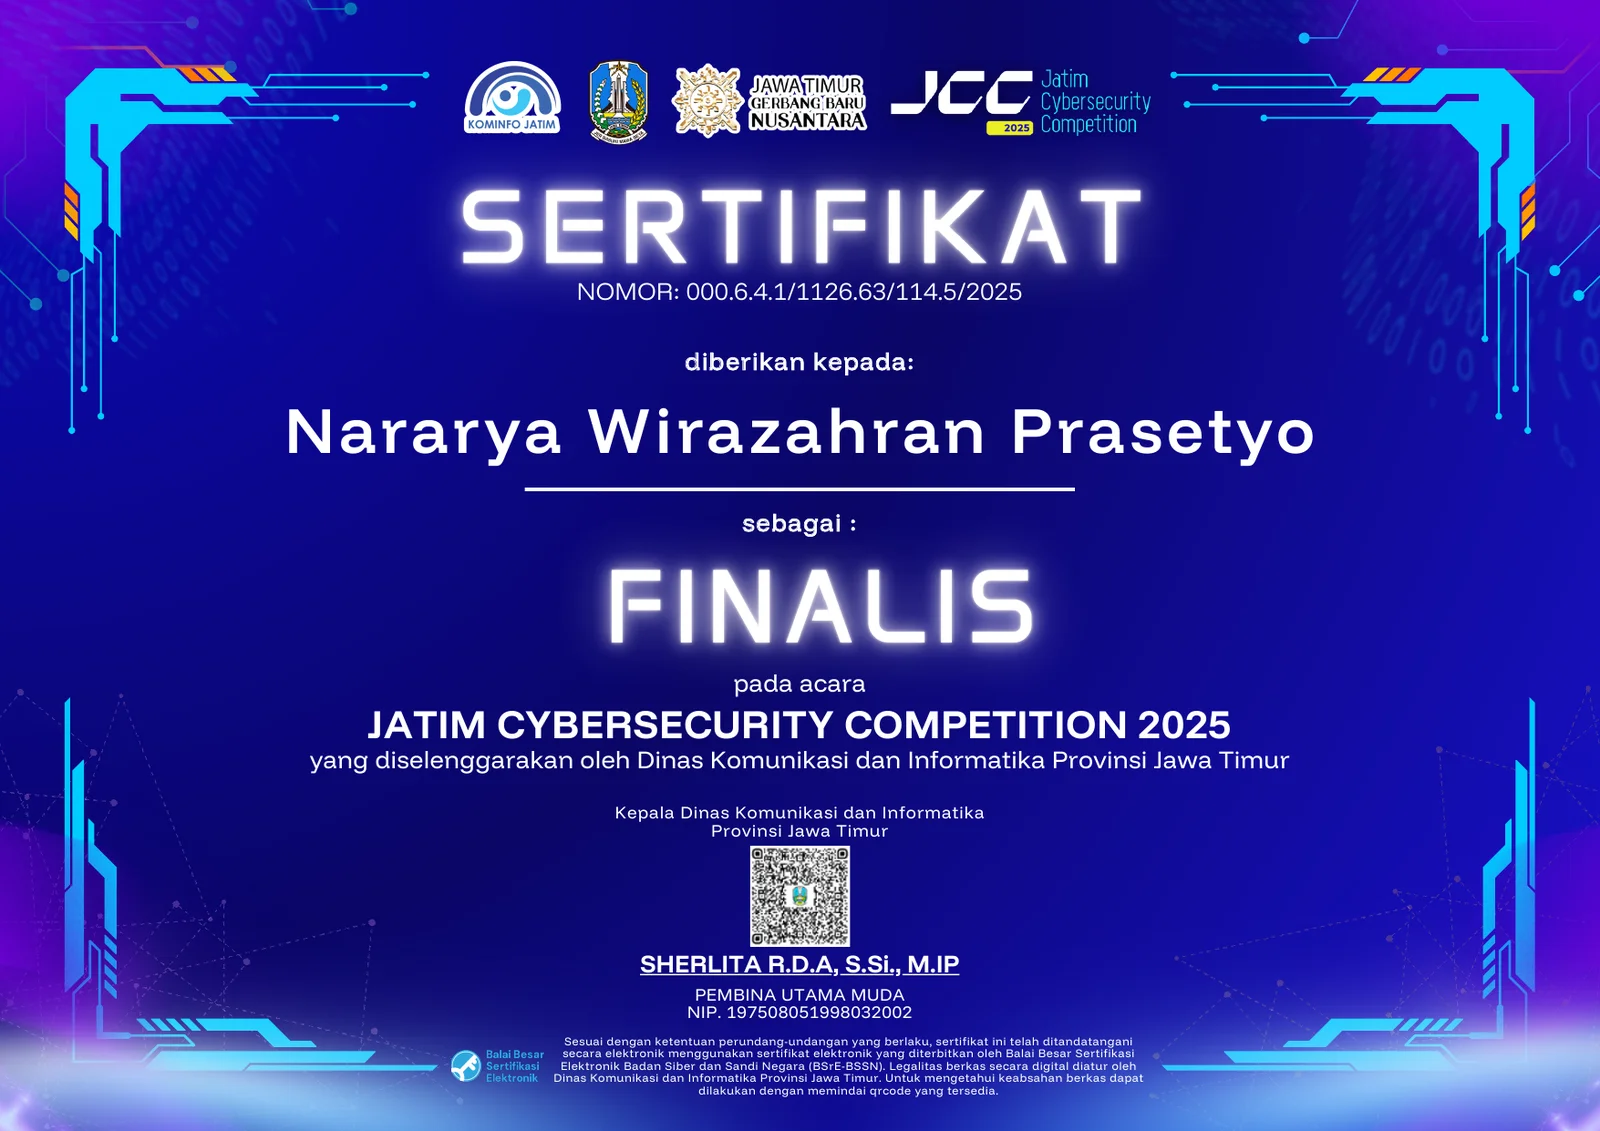 KOMINFO JATIM
JAWA TIMUR
GERBANG BARU
NUSANTARA
JCC
2025
Jatim
Cybersecurity
Competition
SERTIFIKAT
NOMOR: 000.6.4.1/1126.63/114.5/2025
diberikan kepada:
Nararya Wirazahran Prasetyo
sebagai :
FINALIS
pada acara
JATIM CYBERSECURITY COMPETITION 2025
yang diselenggarakan oleh Dinas Komunikasi dan Informatika Provinsi Jawa Timur
Kepala Dinas Komunikasi dan Informatika
Provinsi Jawa Timur
SHERLITA R.D.A, S.Si., M.IP
PEMBINA UTAMA MUDA
NIP. 197508051998032002
Balai Besar
Sertifikasi
Elektronik
Sesuai dengan ketentuan perundang-undangan yang berlaku, sertifikat ini telah ditandatangani
secara elektronik menggunakan sertifikat elektronik yang diterbitkan oleh Balai Besar Sertifikasi
Elektronik Badan Siber dan Sandi Negara (BSrE-BSSN). Legalitas berkas secara digital diatur oleh
Dinas Komunikasi dan Informatika Provinsi Jawa Timur. Untuk mengetahui keabsahan berkas dapat
dilakukan dengan memindai qrcode yang tersedia.